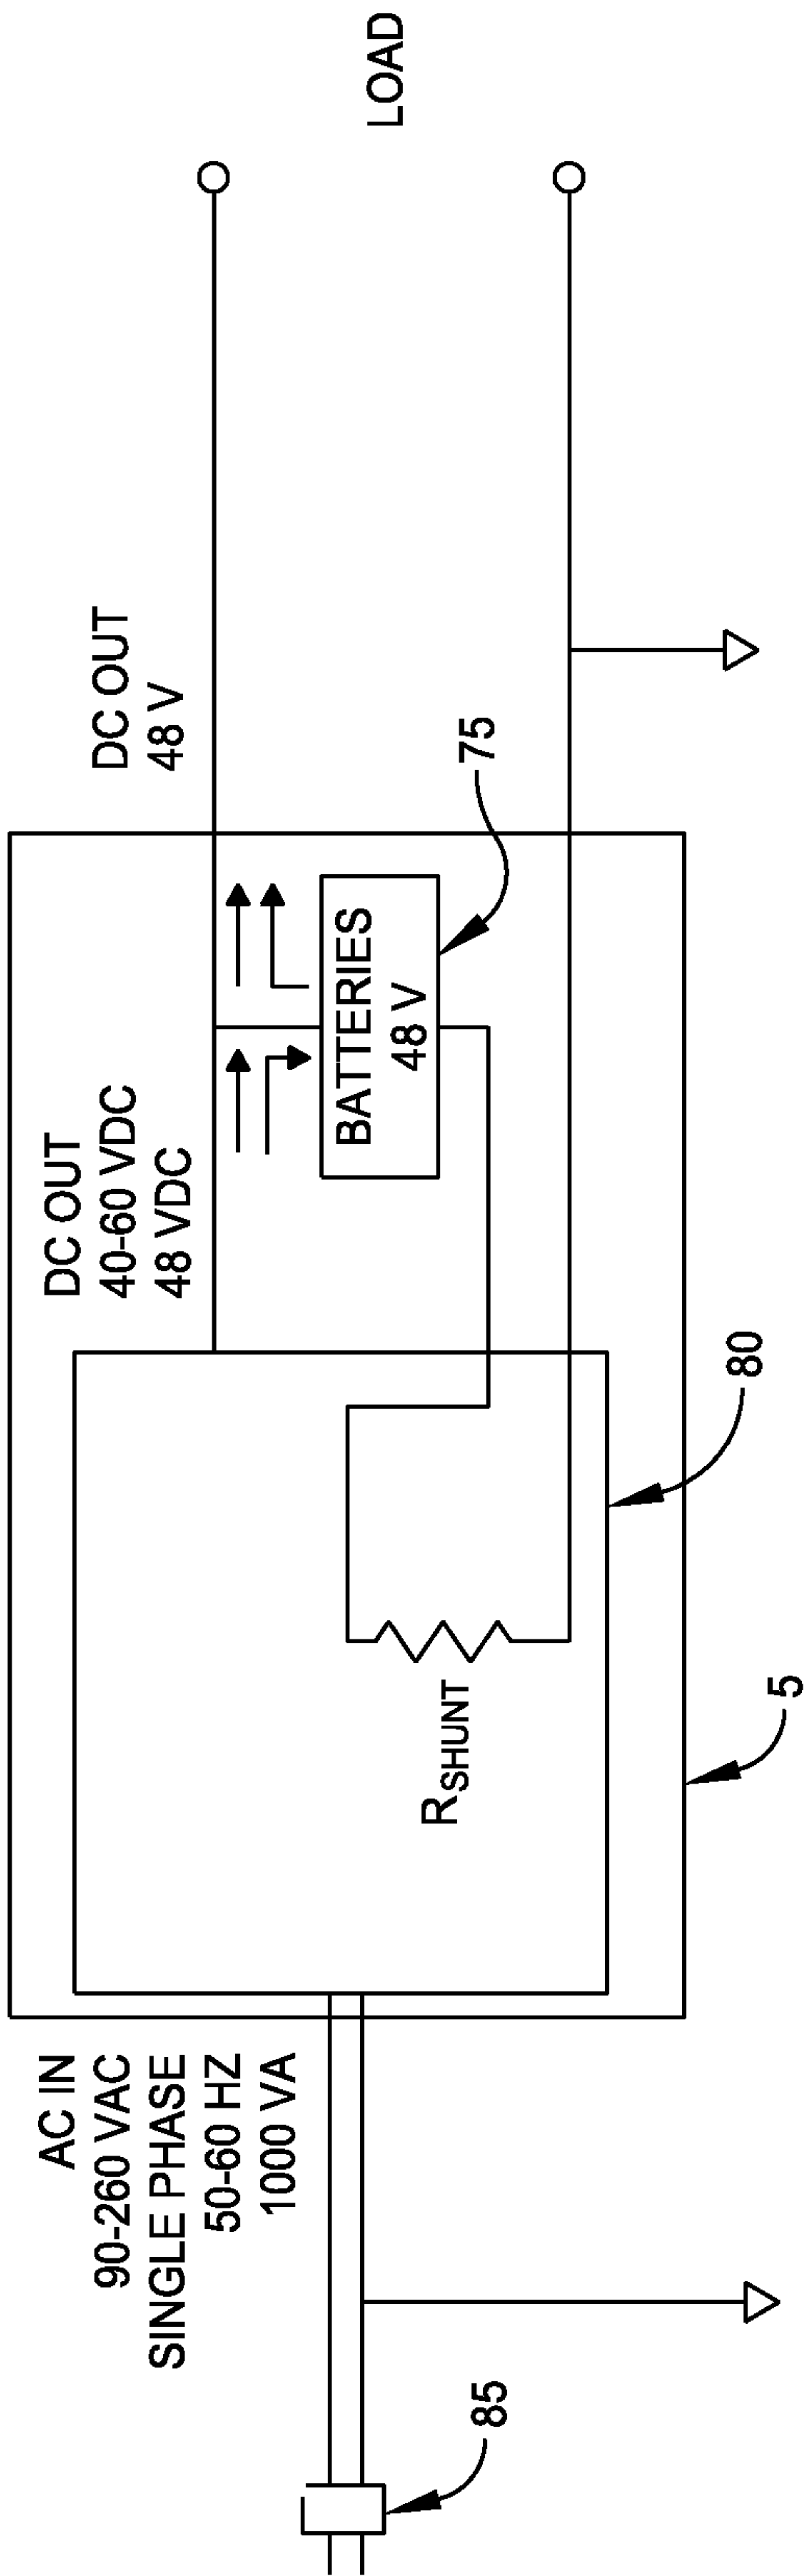 AC IN
90-260 VAC
SINGLE PHASE
50-60 HZ
1000 VA
85
DC OUT
40-60 VDC
48 VDC
R_SHUNT
BATTERIES
48 V
75
80
5
DC OUT
48 V
LOAD